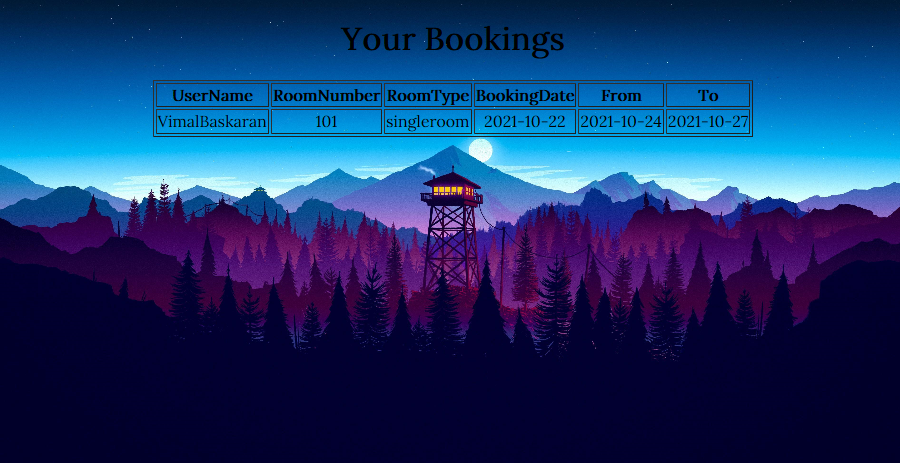 Your Bookings
UserName RoomNumber RoomType BookingDate From To
VimalBaskaran 101 singleroom 2021-10-22 2021-10-24 2021-10-27